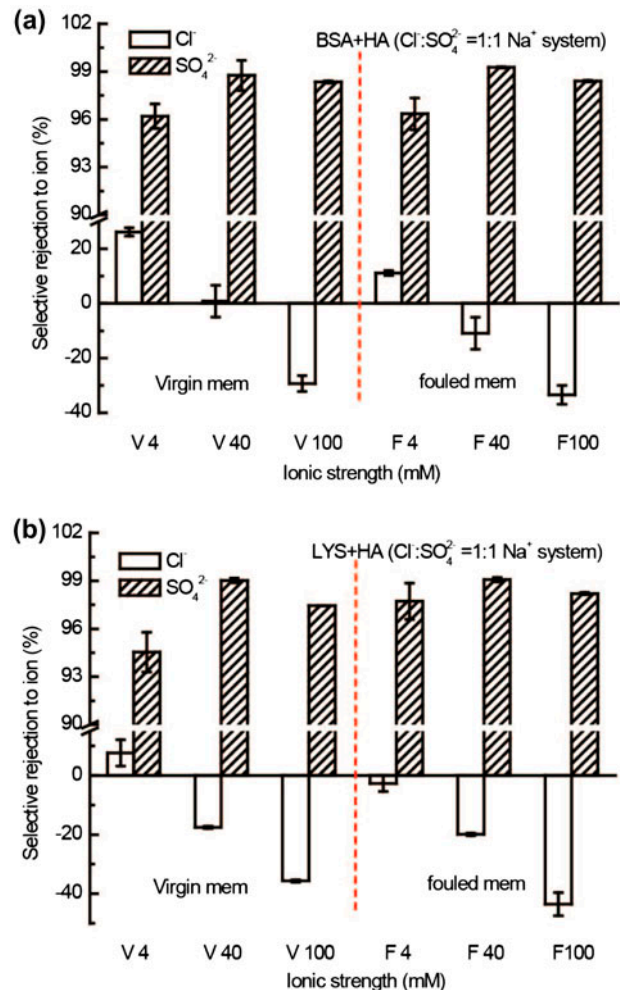 (a)
Cl⁻
SO₄²⁻
BSA+HA (Cl⁻:SO₄²⁻ =1:1 Na⁺ system)
102
99
96
93
90
20
0
-20
-40
Selective rejection to ion (%)
Virgin mem
fouled mem
V 4
V 40
V 100
F 4
F 40
F100
Ionic strength (mM)
(b)
Cl⁻
SO₄²⁻
LYS+HA (Cl⁻:SO₄²⁻ =1:1 Na⁺ system)
102
99
96
93
90
0
-20
-40
Selective rejection to ion (%)
Virgin mem
fouled mem
V 4
V 40
V 100
F 4
F 40
F100
Ionic strength (mM)